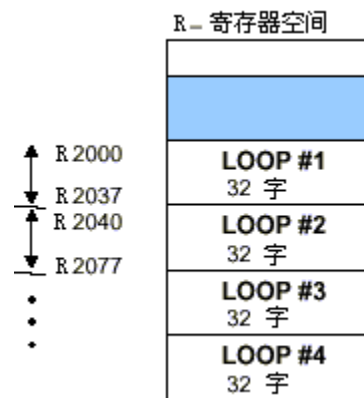 R- 寄存器空间
R2000
LOOP #1
32 字
R2037
R2040
LOOP #2
32 字
R2077
LOOP #3
32 字
LOOP #4
32 字